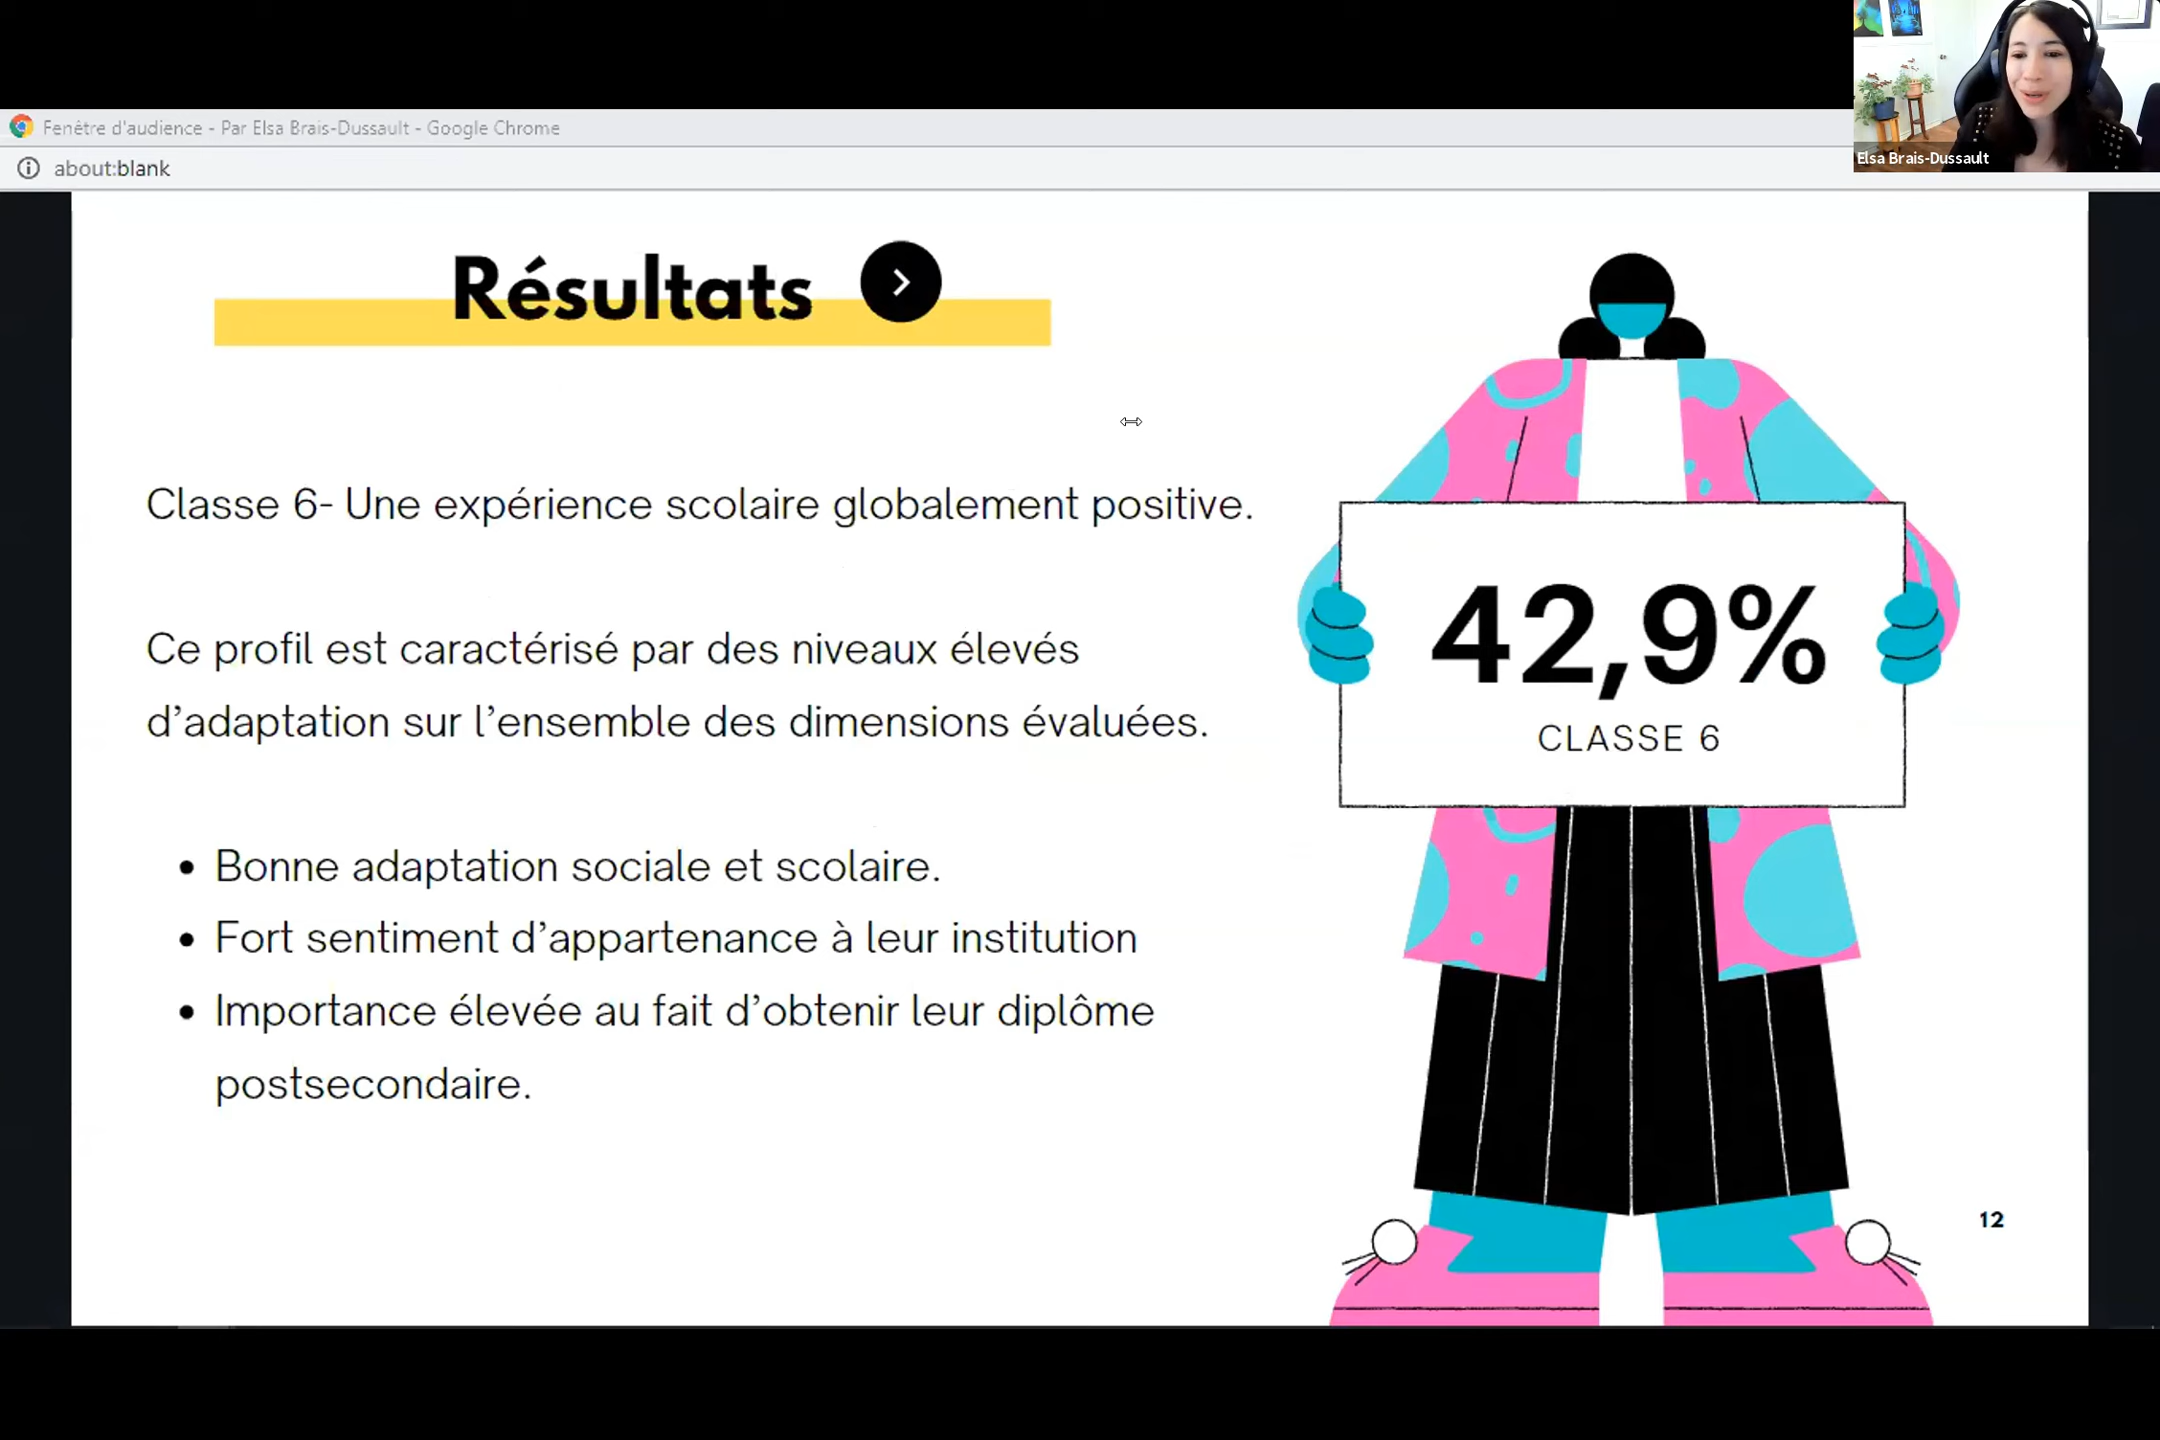 Fenêtre d'audience - Par Elsa Brais-Dussault - Google Chrome
about:blank
Elsa Brais-Dussault
Résultats
Classe 6- Une expérience scolaire globalement positive.
Ce profil est caractérisé par des niveaux élevés
d’adaptation sur l’ensemble des dimensions évaluées.
• Bonne adaptation sociale et scolaire.
• Fort sentiment d’appartenance à leur institution
• Importance élevée au fait d’obtenir leur diplôme
postsecondaire.
42,9%
CLASSE 6
12